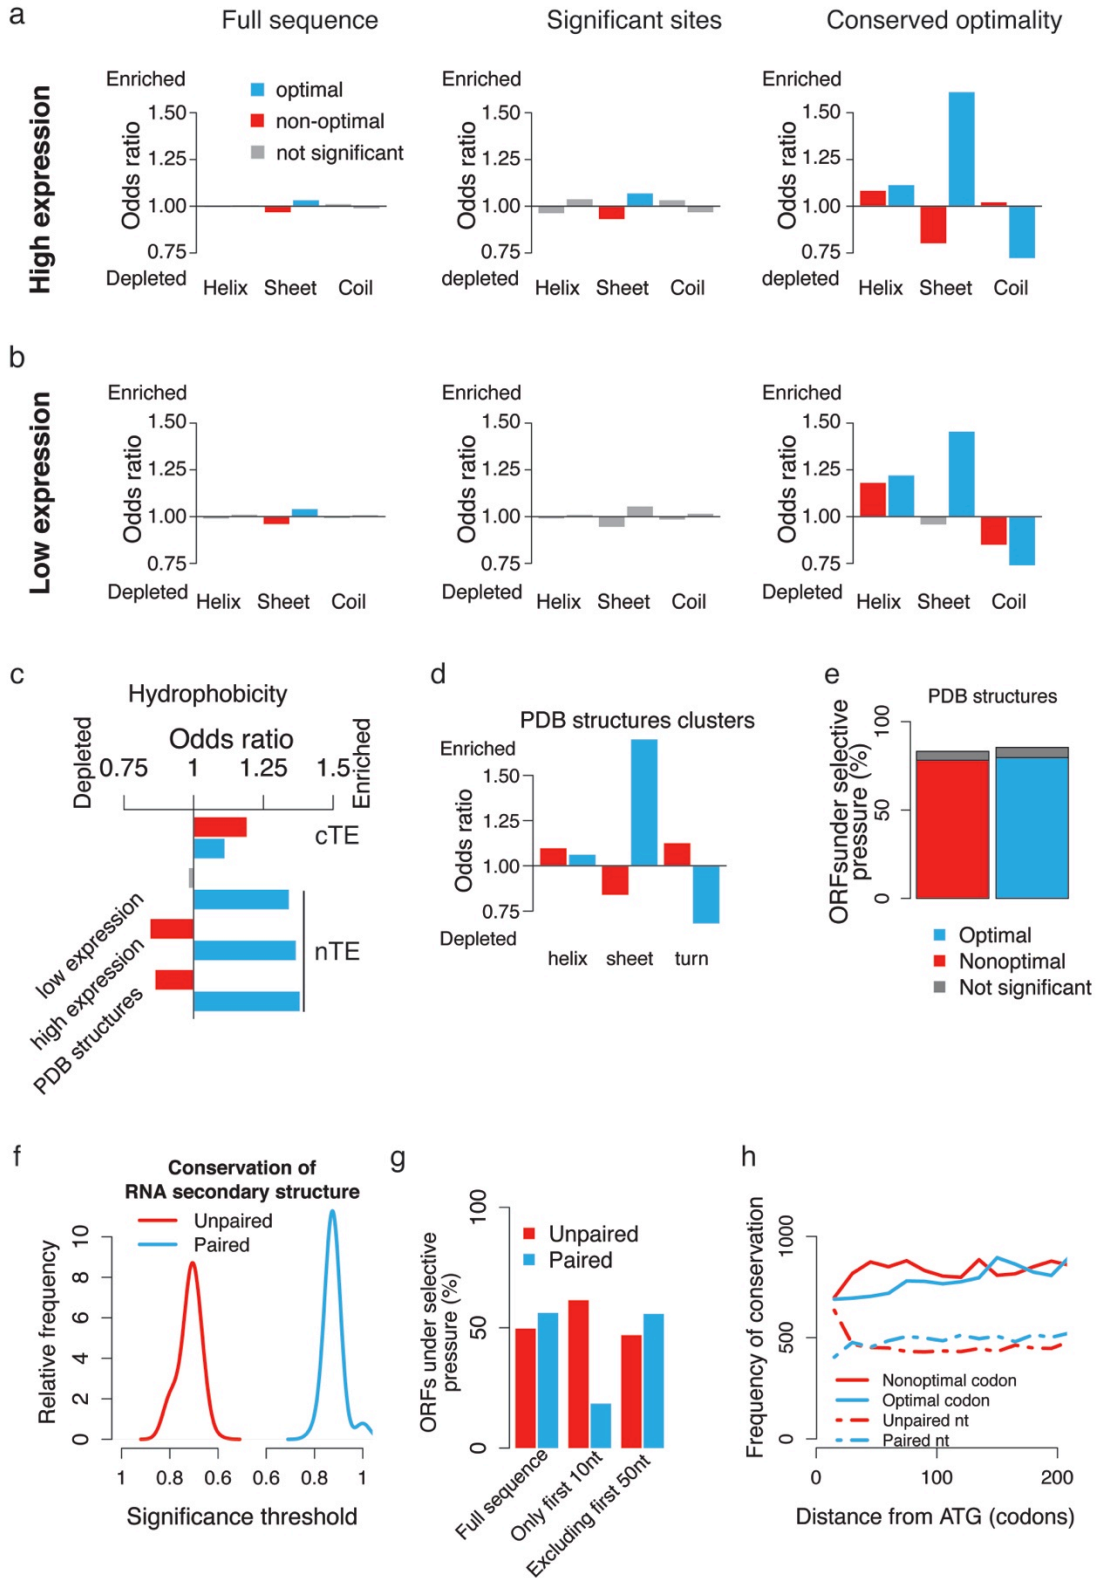 a
Full sequence
Significant sites
Conserved optimality
High expression
Enriched
optimal
non-optimal
not significant
1.50
1.25
1.00
0.75
Odds ratio
Depleted
Helix Sheet Coil
Enriched
1.50
1.25
1.00
0.75
Odds ratio
depleted
Helix Sheet Coil
Enriched
1.50
1.25
1.00
0.75
Odds ratio
depleted
Helix Sheet Coil
b
Low expression
Enriched
1.50
1.25
1.00
0.75
Odds ratio
Depleted
Helix Sheet Coil
Enriched
1.50
1.25
1.00
0.75
Odds ratio
Depleted
Helix Sheet Coil
Enriched
1.50
1.25
1.00
0.75
Odds ratio
Depleted
Helix Sheet Coil
c
Hydrophobicity
Odds ratio
Depleted
0.75 1 1.25 1.5
Enriched
cTE
nTE
low expression
high expression
PDB structures
d
PDB structures clusters
Enriched
1.50
1.25
1.00
0.75
Odds ratio
Depleted
helix sheet turn
e
PDB structures
ORFsunder selective
pressure (%)
100
50
0
Optimal
Nonoptimal
Not significant
f
Conservation of
RNA secondary structure
Unpaired
Paired
Relative frequency
10
8
6
4
2
0
1 0.8 0.6 0.6 0.8 1
Significance threshold
g
ORFs under selective
pressure (%)
100
50
0
Unpaired
Paired
Full sequence
Only first 10nt
Excluding first 50nt
h
Frequency of conservation
1000
500
0
Nonoptimal codon
Optimal codon
Unpaired nt
Paired nt
0 100 200
Distance from ATG (codons)